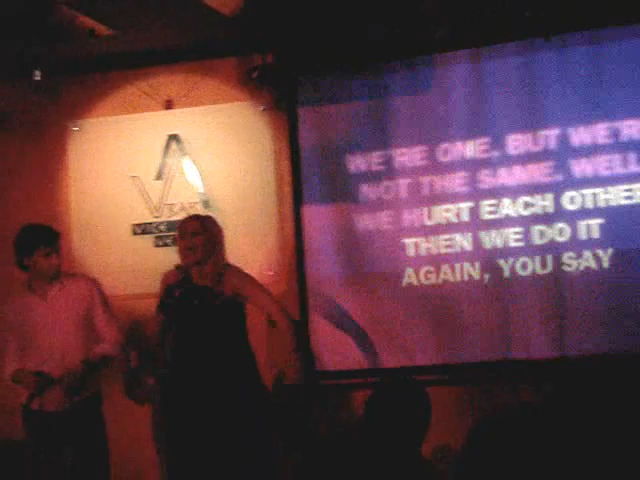 WE'RE ONE, BUT WE'R
NOT THE SAME. WELL
WE HURT EACH OTHER
THEN WE DO IT
AGAIN, YOU SAY